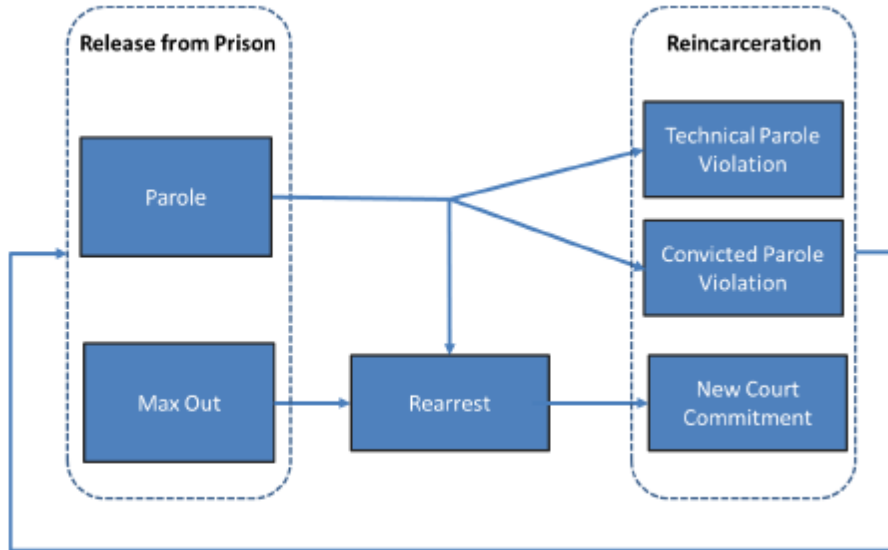 Release from Prison
Reincarceration
Technical Parole
Violation
Parole
Convicted Parole
Violation
Max Out
Rearrest
New Court
Commitment